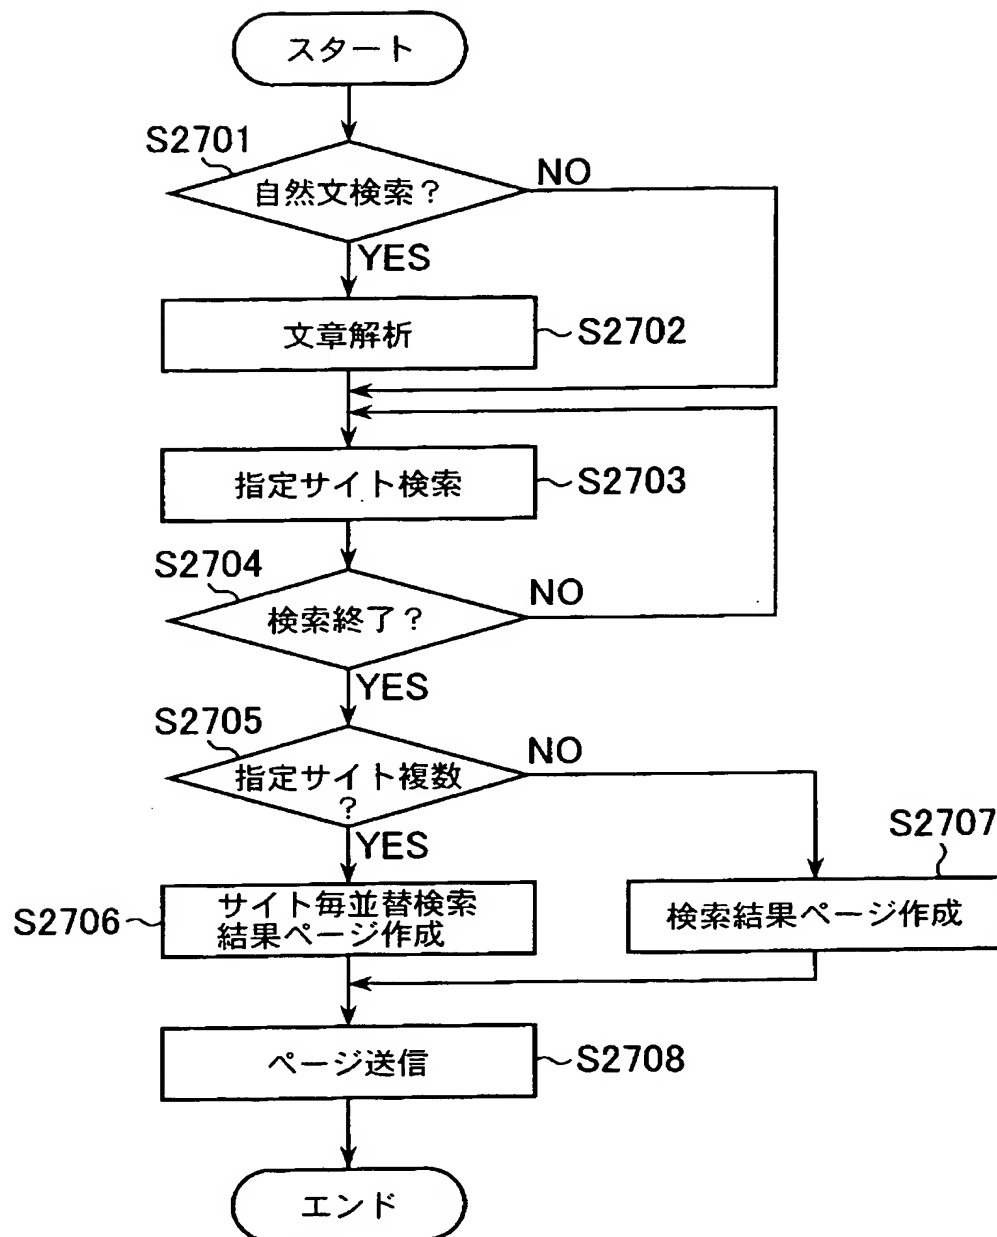 スタート
S2701
自然文検索?
NO
YES
文章解析
S2702
指定サイト検索
S2703
S2704
検索終了?
NO
YES
S2705
指定サイト複数
?
NO
YES
S2707
S2706
サイト毎並替検索
結果ページ作成
検索結果ページ作成
ページ送信
S2708
エンド